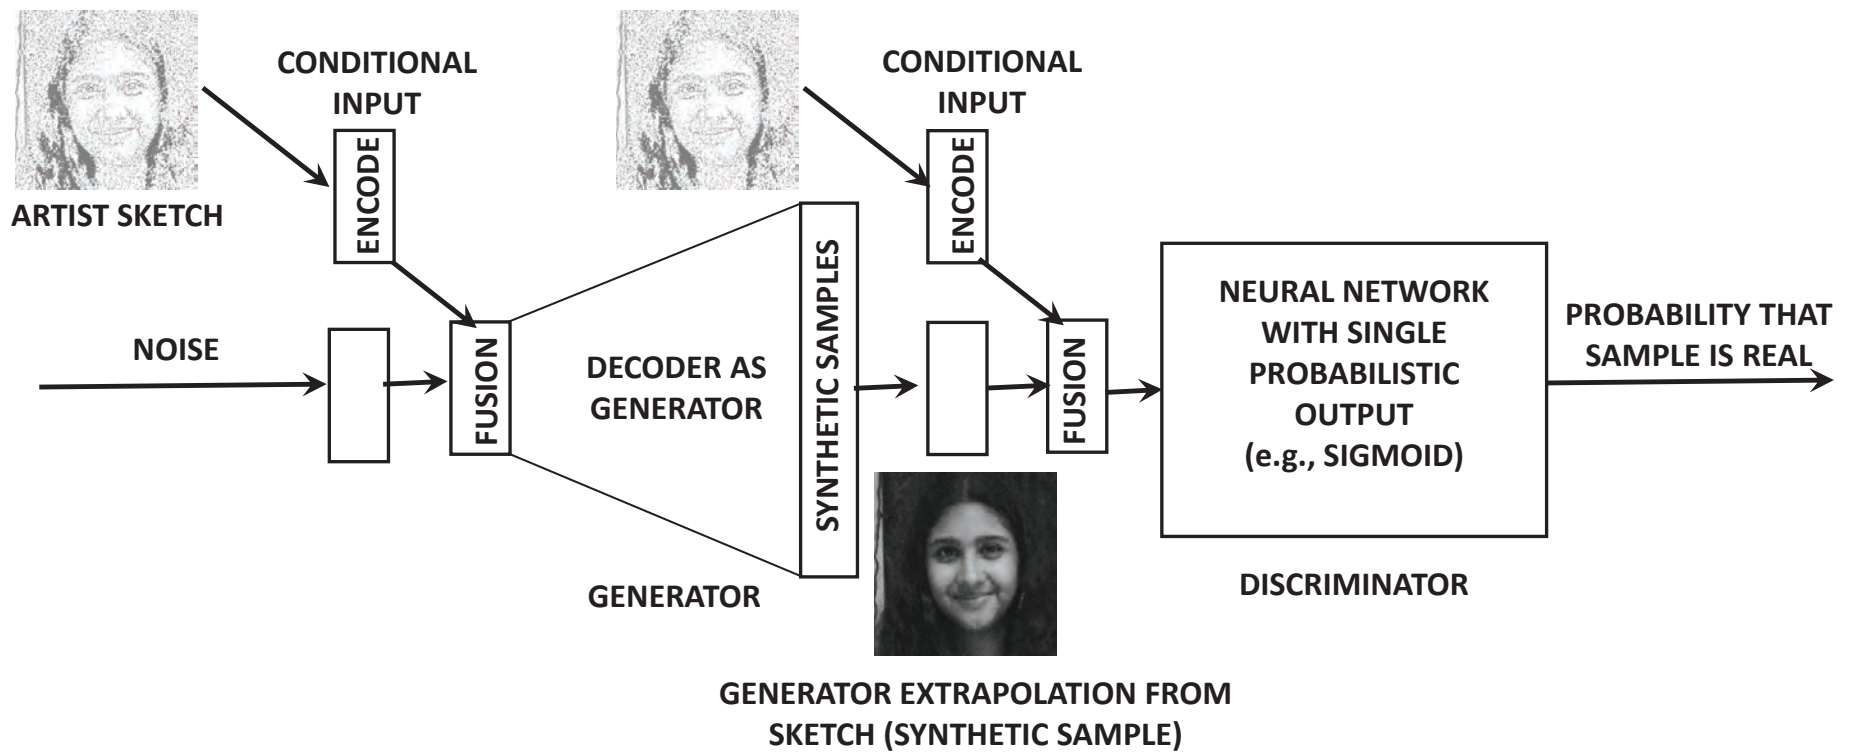 ARTIST SKETCH
CONDITIONAL
INPUT
ENCODE
NOISE
FUSION
DECODER AS
GENERATOR
SYNTHETIC SAMPLES
GENERATOR
CONDITIONAL
INPUT
ENCODE
FUSION
GENERATOR EXTRAPOLATION FROM
SKETCH (SYNTHETIC SAMPLE)
NEURAL NETWORK
WITH SINGLE
PROBABILISTIC
OUTPUT
(e.g., SIGMOID)
DISCRIMINATOR
PROBABILITY THAT
SAMPLE IS REAL